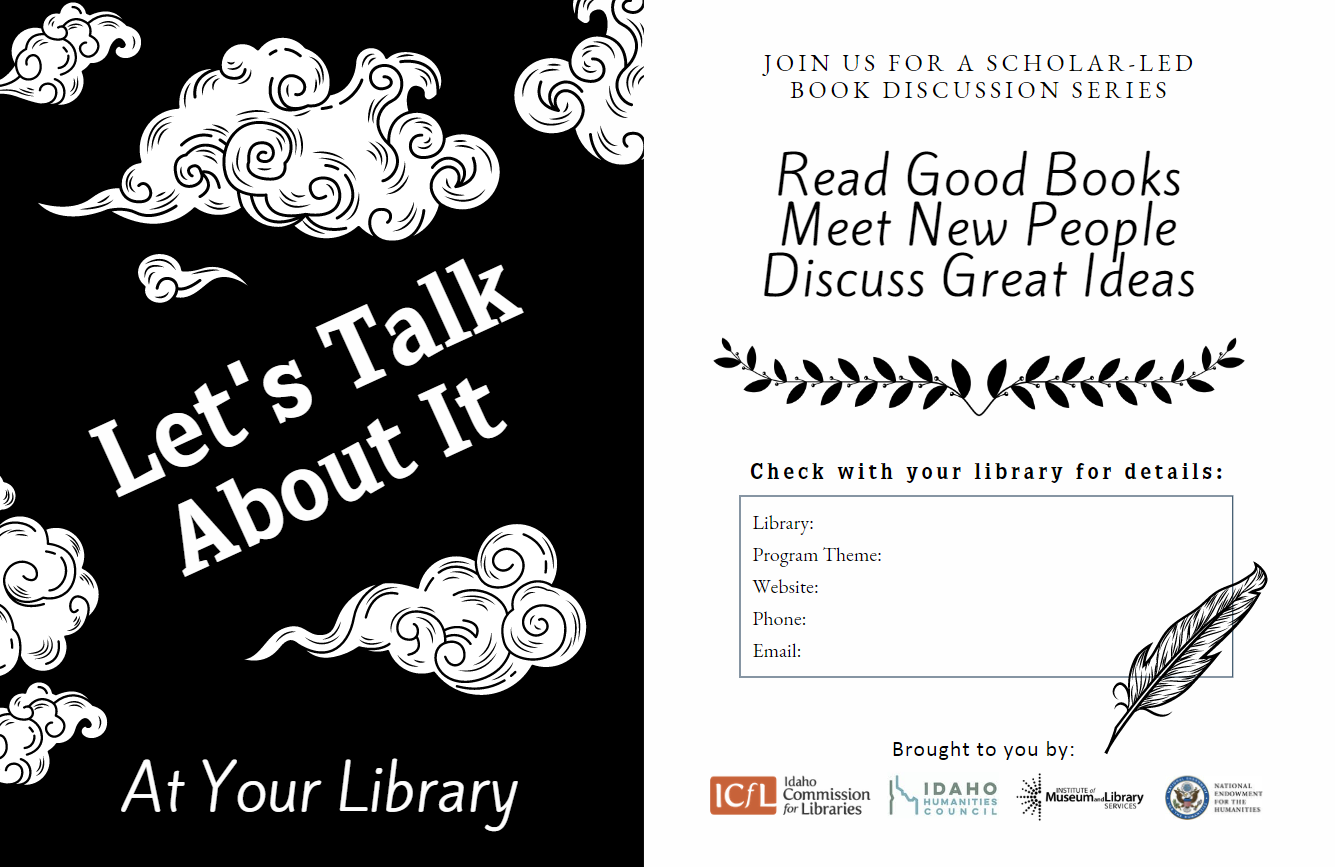 Let's Talk
About It
At Your Library
JOIN US FOR A SCHOLAR-LED
BOOK DISCUSSION SERIES
Read Good Books
Meet New People
Discuss Great Ideas
Check with your library for details:
Library:
Program Theme:
Website:
Phone:
Email:
Brought to you by:
ICfL
Idaho
Commission
for Libraries
IDAHO
HUMANITIES
COUNCIL
INSTITUTE of
Museum and Library
SERVICES
NATIONAL
ENDOWMENT
FOR THE
HUMANITIES